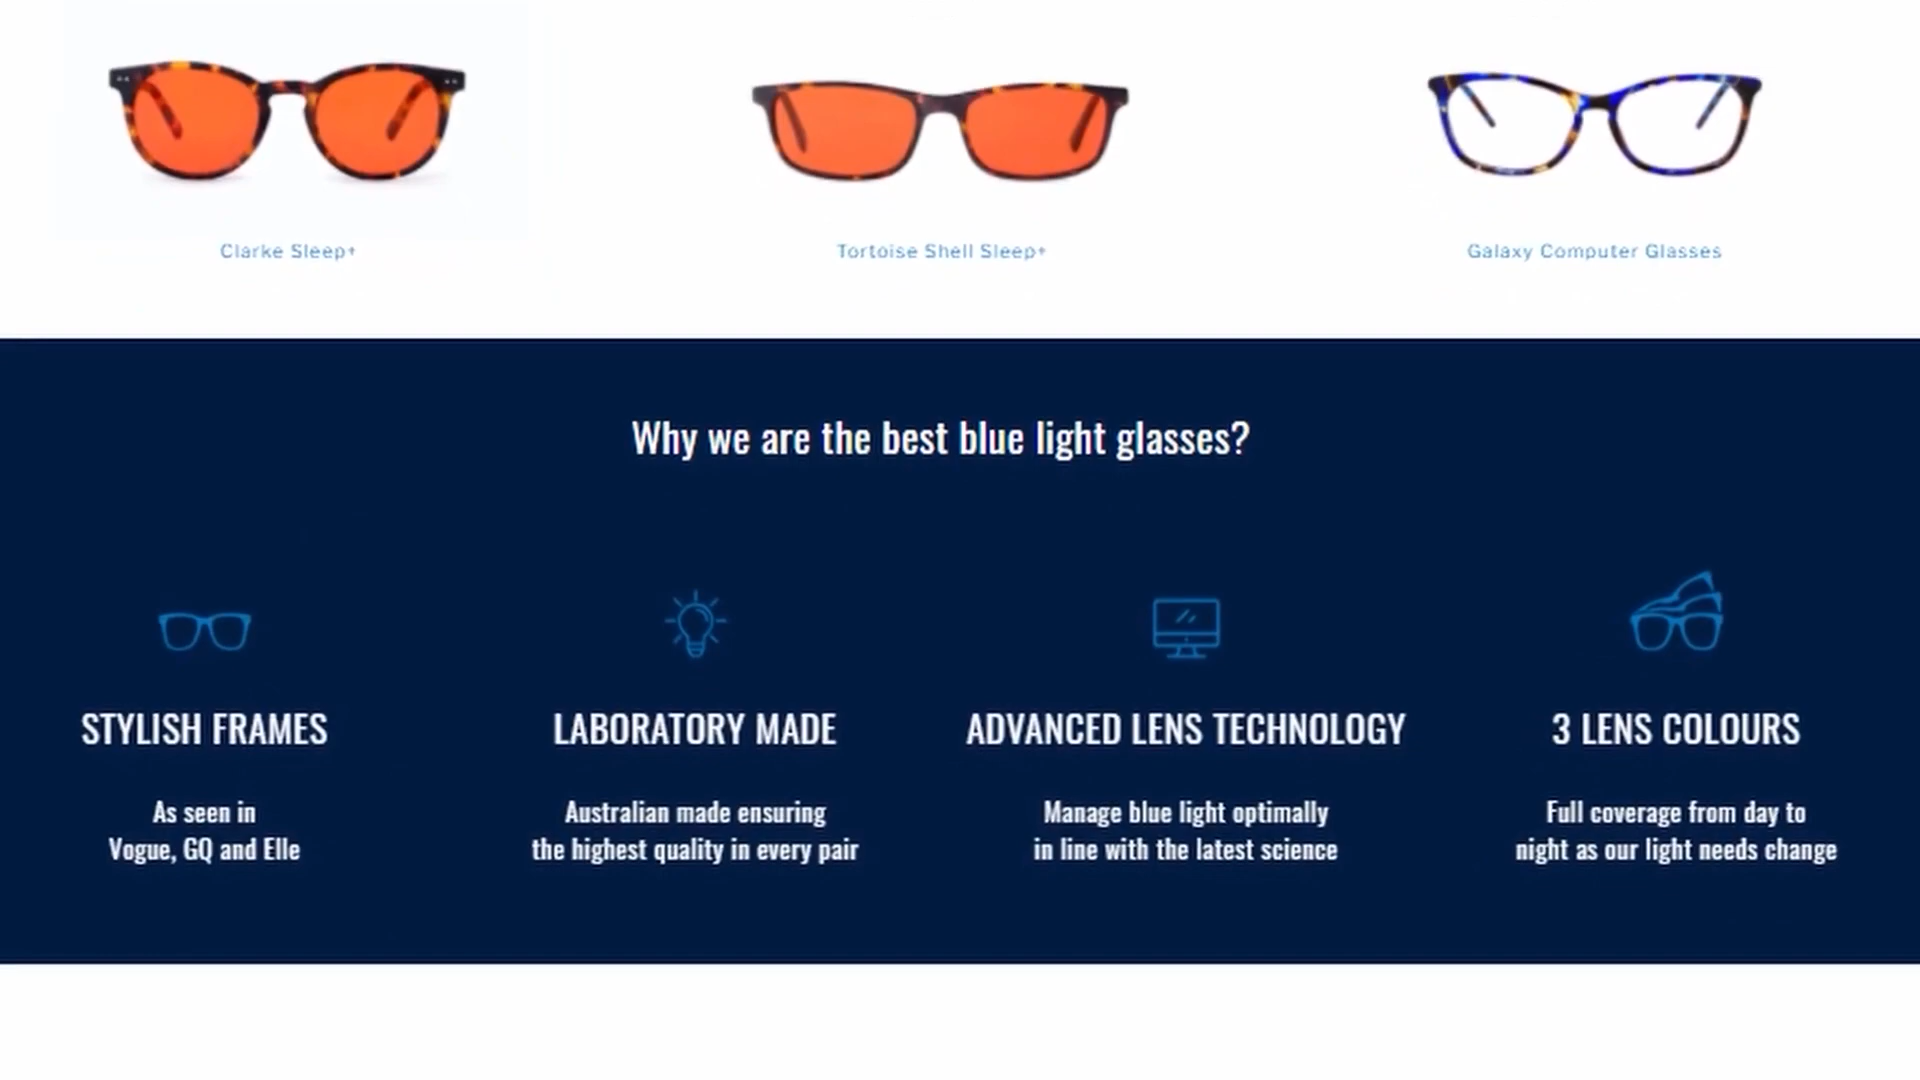 Clarke Sleep+
Tortoise Shell Sleep+
Galaxy Computer Glasses
Why we are the best blue light glasses?
STYLISH FRAMES
As seen in
Vogue, GQ and Elle
LABORATORY MADE
Australian made ensuring
the highest quality in every pair
ADVANCED LENS TECHNOLOGY
Manage blue light optimally
in line with the latest science
3 LENS COLOURS
Full coverage from day to
night as our light needs change